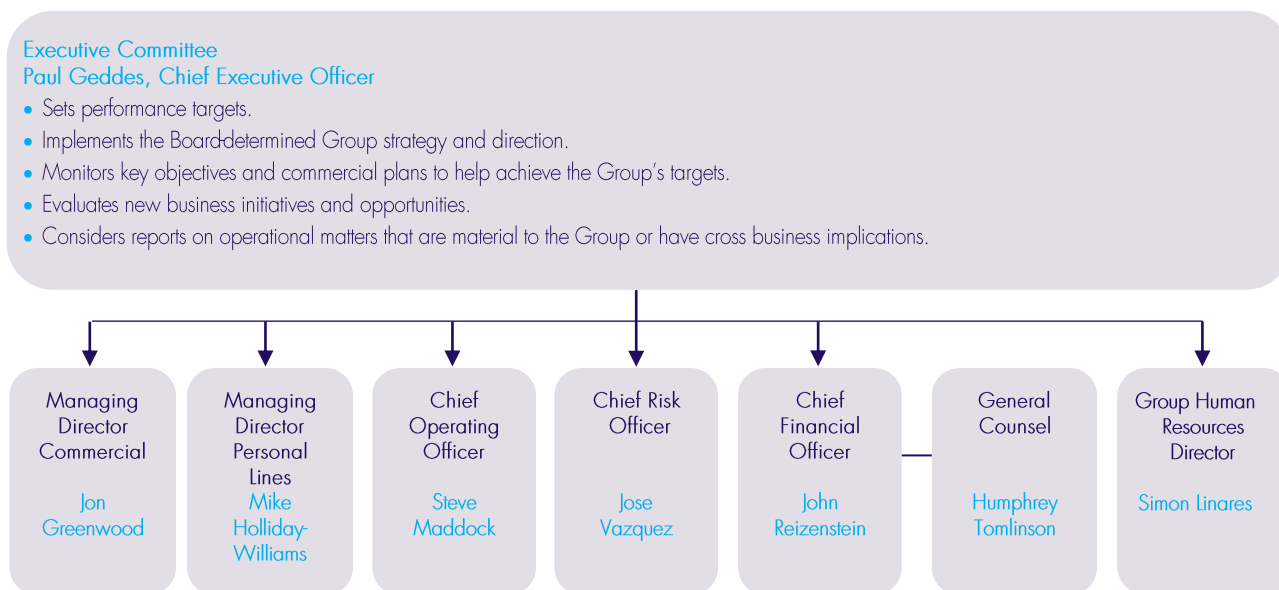 Executive Committee
Paul Geddes, Chief Executive Officer
• Sets performance targets.
• Implements the Board-determined Group strategy and direction.
• Monitors key objectives and commercial plans to help achieve the Group's targets.
• Evaluates new business initiatives and opportunities.
• Considers reports on operational matters that are material to the Group or have cross business implications.
Managing
Director
Commercial
Jon
Greenwood
Managing
Director
Personal
Lines
Mike
Holliday-
Williams
Chief
Operating
Officer
Steve
Maddock
Chief Risk
Officer
Jose
Vazquez
Chief
Financial
Officer
John
Reizenstein
General
Counsel
Humphrey
Tomlinson
Group Human
Resources
Director
Simon Linares